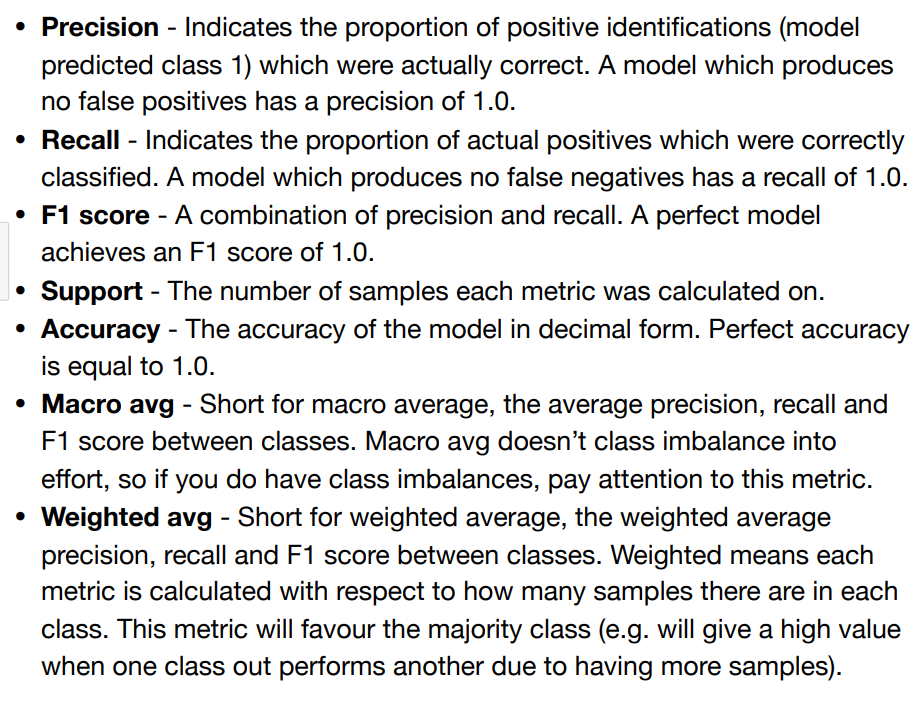 • Precision - Indicates the proportion of positive identifications (model
predicted class 1) which were actually correct. A model which produces
no false positives has a precision of 1.0.
• Recall - Indicates the proportion of actual positives which were correctly
classified. A model which produces no false negatives has a recall of 1.0.
• F1 score - A combination of precision and recall. A perfect model
achieves an F1 score of 1.0.
• Support - The number of samples each metric was calculated on.
• Accuracy - The accuracy of the model in decimal form. Perfect accuracy
is equal to 1.0.
• Macro avg - Short for macro average, the average precision, recall and
F1 score between classes. Macro avg doesn’t class imbalance into
effort, so if you do have class imbalances, pay attention to this metric.
• Weighted avg - Short for weighted average, the weighted average
precision, recall and F1 score between classes. Weighted means each
metric is calculated with respect to how many samples there are in each
class. This metric will favour the majority class (e.g. will give a high value
when one class out performs another due to having more samples).